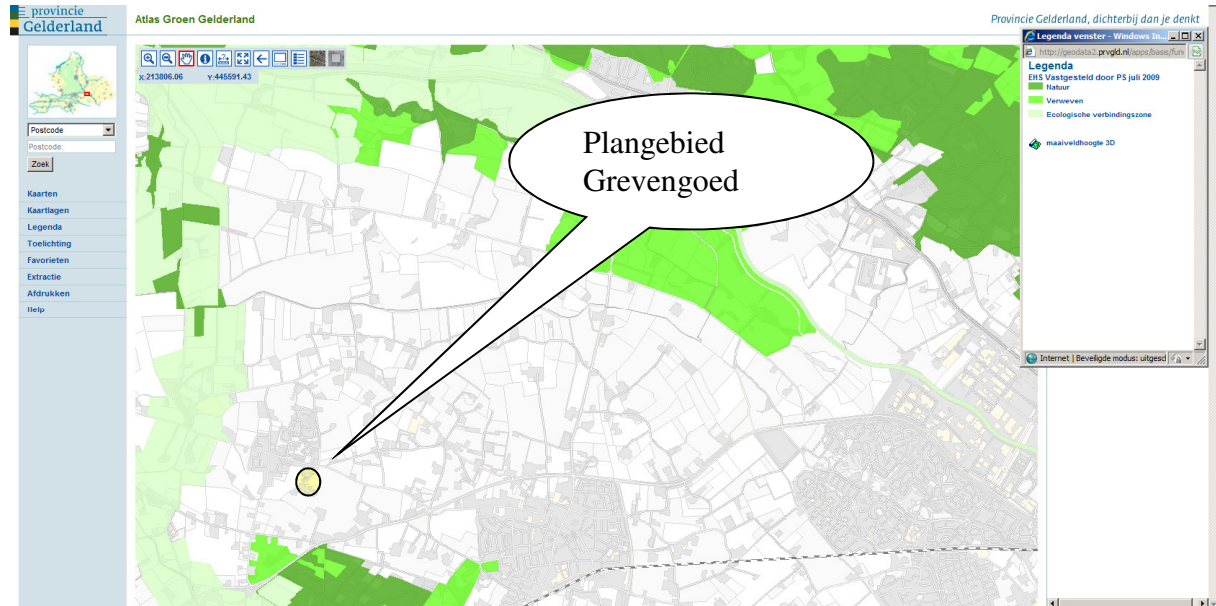 provincie
Gelderland
Atlas Groen Gelderland
Provincie Gelderland, dichterbij dan je denkt
x:213806.06 y:445591.43
Postcode
Postcode:
Zoek
Kaarten
Kaartlagen
Legenda
Toelichting
Favorieten
Extractie
Afdrukken
Help
Plangebied
Grevengoed
Legenda venster - Windows In...
http://geodata2.prvgld.nl/apps/basis/fun
Legenda
EHS Vastgesteld door PS juli 2009
Natuur
Verweven
Ecologische verbindingszone
maaiveldhoogte 3D
Internet | Beveiligde modus: uitgesd